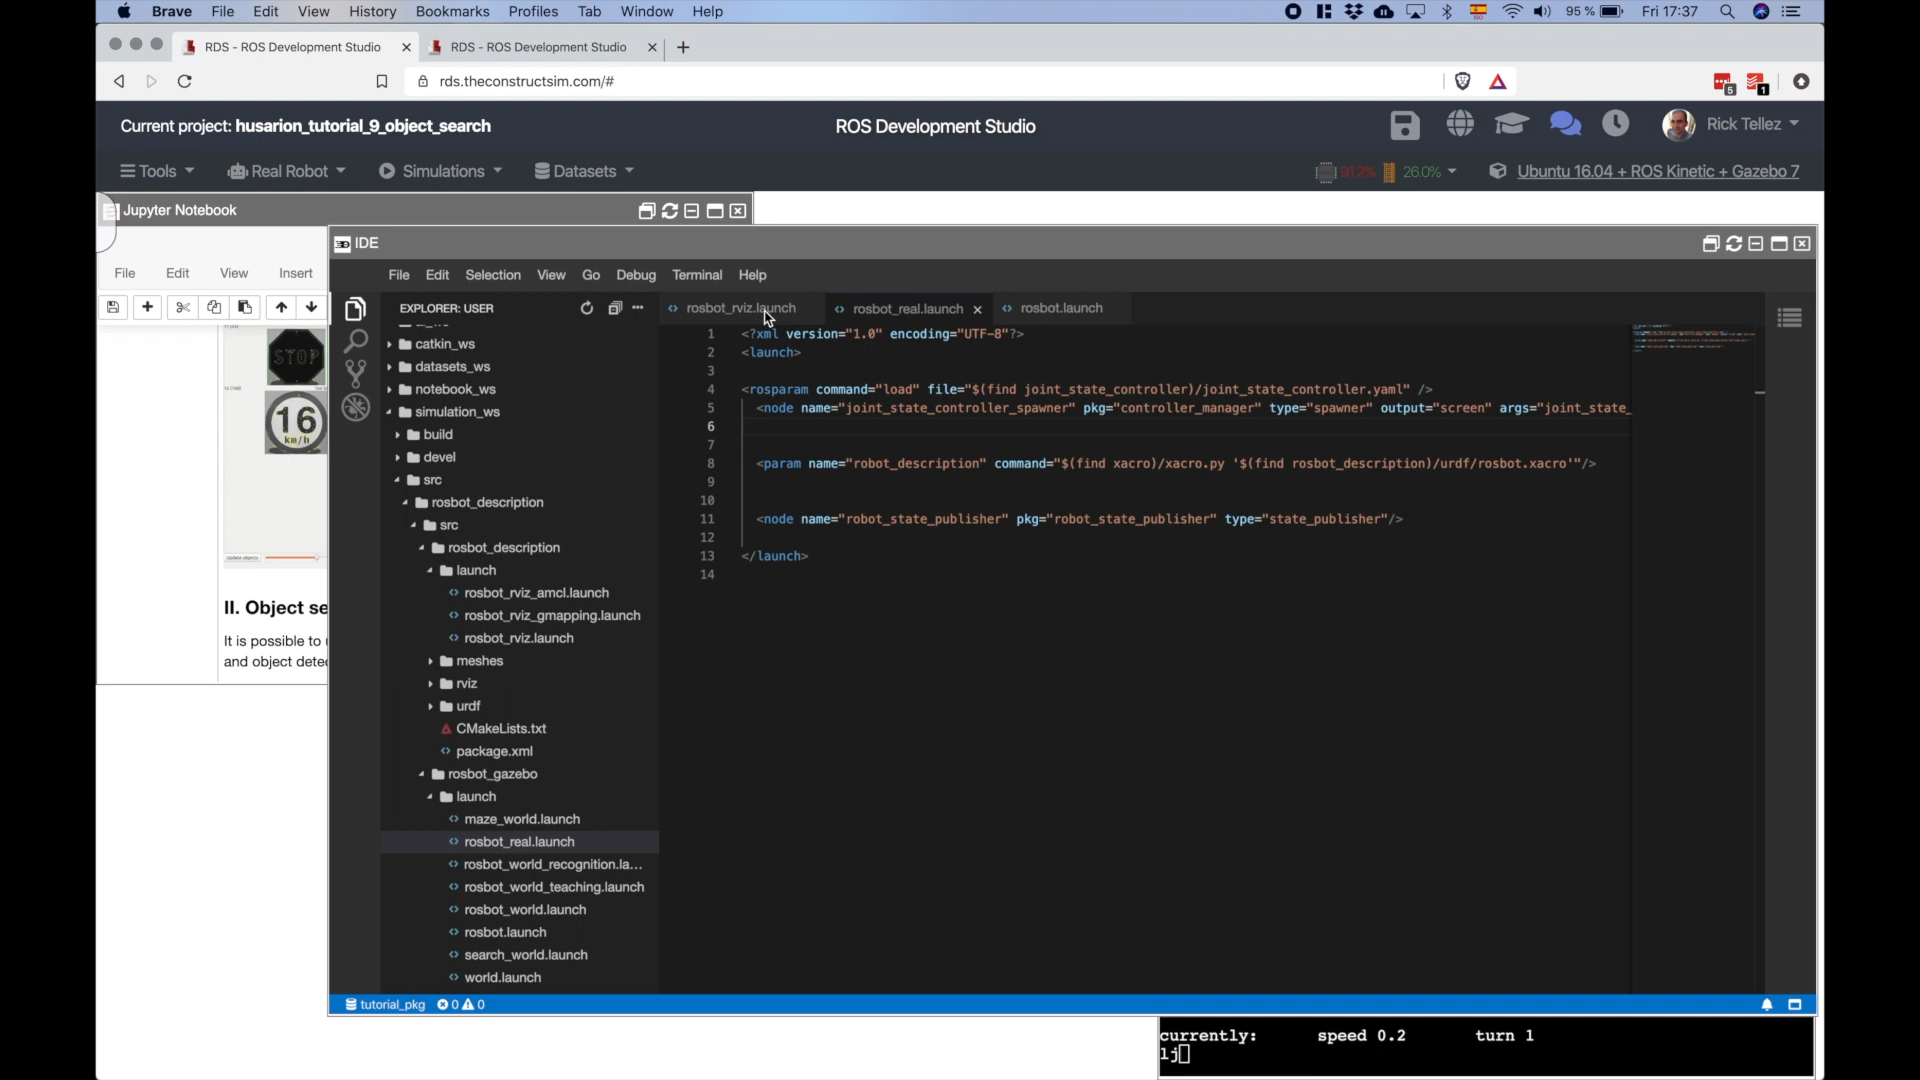 Brave File Edit View History Bookmarks Profiles Tab Window Help 95 % Fri 17:37
RDS - ROS Development Studio RDS - ROS Development Studio
rds.theconstructsim.com/#
5 1
Current project: husarion_tutorial_9_object_search ROS Development Studio Rick Tellez
Tools Real Robot Simulations Datasets 91.2% 26.0% Ubuntu 16.04 + ROS Kinetic + Gazebo 7
Jupyter Notebook
IDE
File Edit View Insert
File Edit Selection View Go Debug Terminal Help
EXPLORER: USER
rosbot_rviz.launch rosbot_real.launch rosbot.launch
catkin_ws
datasets_ws
notebook_ws
simulation_ws
build
devel
src
rosbot_description
src
rosbot_description
launch
rosbot_rviz_amcl.launch
rosbot_rviz_gmapping.launch
rosbot_rviz.launch
meshes
rviz
urdf
CMakeLists.txt
package.xml
rosbot_gazebo
launch
maze_world.launch
rosbot_real.launch
rosbot_world_recognition.la...
rosbot_world_teaching.launch
rosbot_world.launch
rosbot.launch
search_world.launch
world.launch
1 <?xml version="1.0" encoding="UTF-8"?>
2 <launch>
3
4 <rosparam command="load" file="$(find joint_state_controller)/joint_state_controller.yaml" />
5 <node name="joint_state_controller_spawner" pkg="controller_manager" type="spawner" output="screen" args="joint_state_
6
7
8 <param name="robot_description" command="$(find xacro)/xacro.py '$(find rosbot_description)/urdf/rosbot.xacro'"/>
9
10
11 <node name="robot_state_publisher" pkg="robot_state_publisher" type="state_publisher"/>
12
13 </launch>
14
STOP
16
km/h
II. Object se
It is possible to
and object dete
tutorial_pkg 0 0
currently: speed 0.2 turn 1
lj